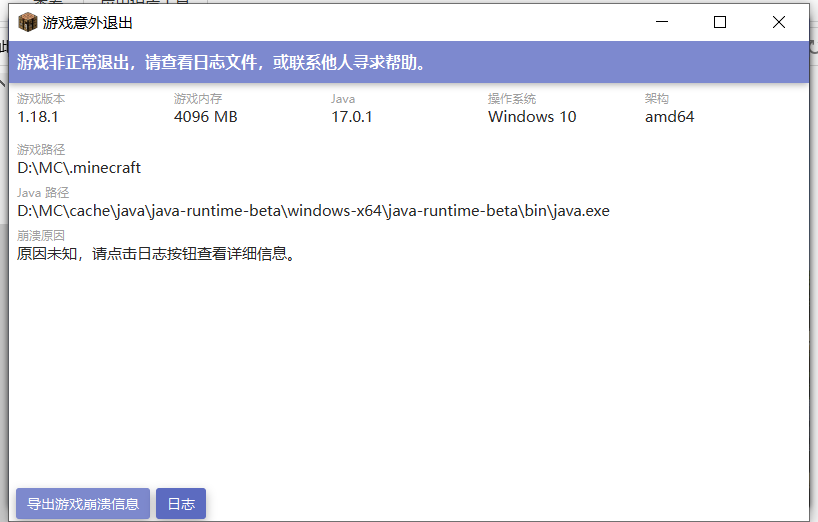 游戏意外退出
游戏非正常退出，请查看日志文件，或联系他人寻求帮助。
游戏版本 游戏内存 Java 操作系统 架构
1.18.1 4096 MB 17.0.1 Windows 10 amd64
游戏路径
D:\MC\.minecraft
Java 路径
D:\MC\cache\java\java-runtime-beta\windows-x64\java-runtime-beta\bin\java.exe
崩溃原因
原因未知，请点击日志按钮查看详细信息。
导出游戏崩溃信息 日志